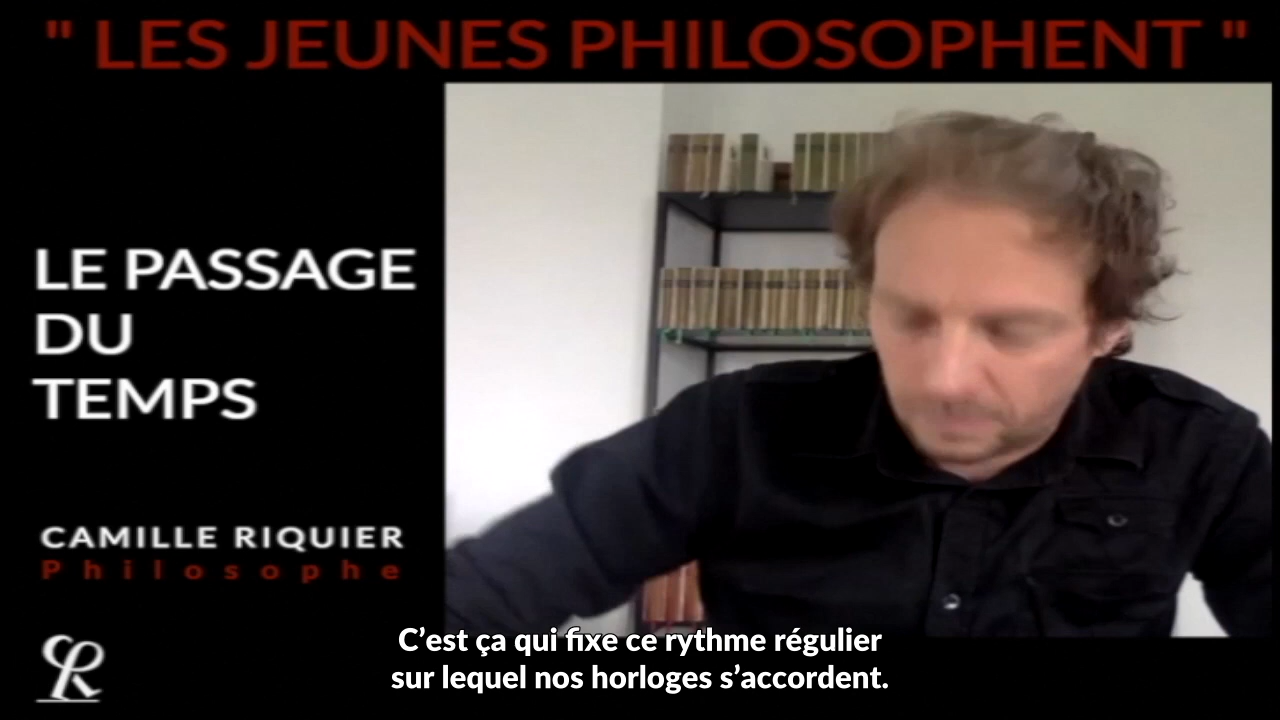 " LES JEUNES PHILOSOPHENT "
LE PASSAGE
DU
TEMPS
CAMILLE RIQUIER
Philosophe
C’est ça qui fixe ce rythme régulier
sur lequel nos horloges s’accordent.